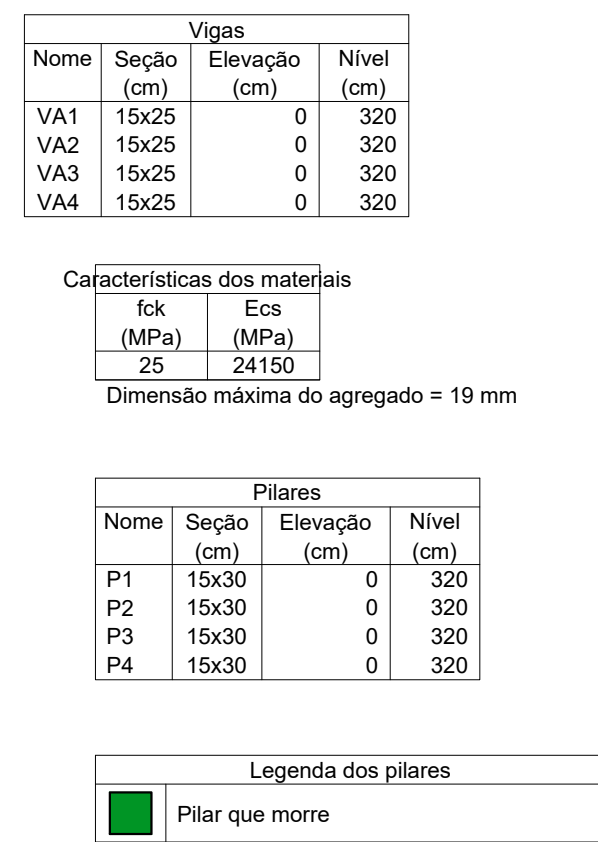 Vigas
Nome Seção Elevação Nível
(cm) (cm) (cm)
VA1 15x25 0 320
VA2 15x25 0 320
VA3 15x25 0 320
VA4 15x25 0 320
Características dos materiais
fck Ecs
(MPa) (MPa)
25 24150
Dimensão máxima do agregado = 19 mm
Pilares
Nome Seção Elevação Nível
(cm) (cm) (cm)
P1 15x30 0 320
P2 15x30 0 320
P3 15x30 0 320
P4 15x30 0 320
Legenda dos pilares
Pilar que morre